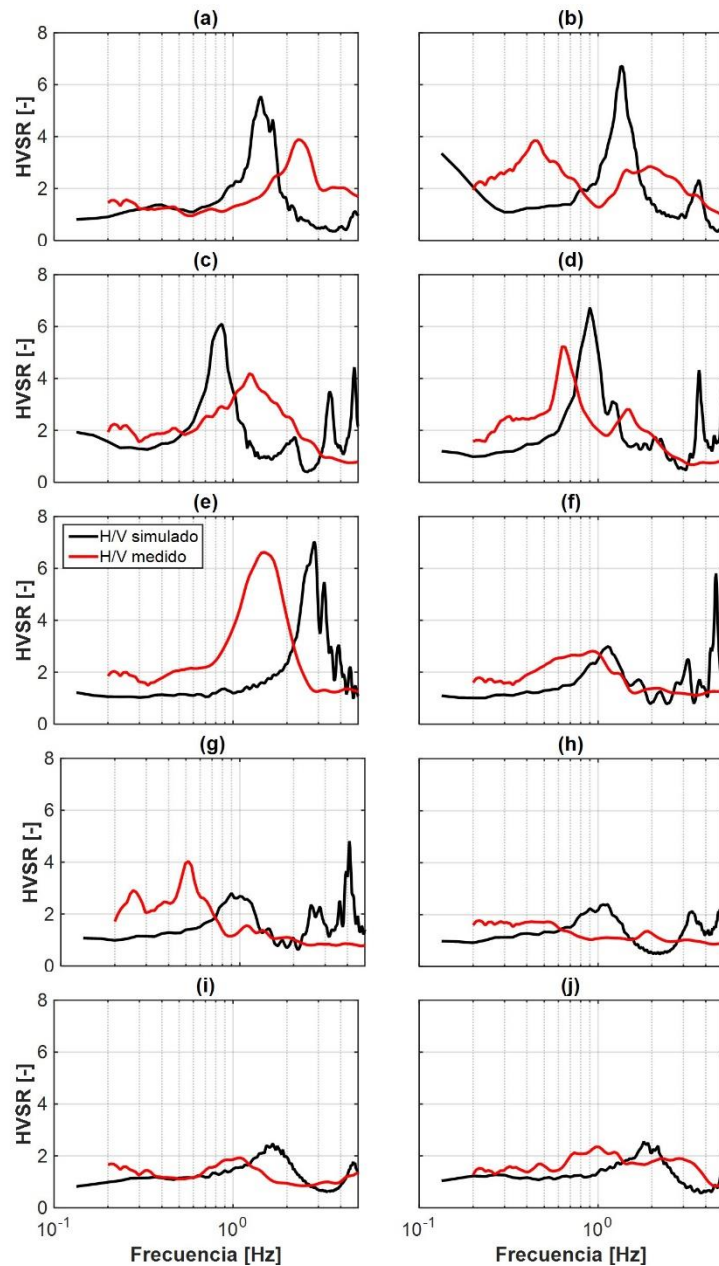 (a)
(b)
HVSR [-]
8
6
4
2
0
(c)
(d)
HVSR [-]
8
6
4
2
0
(e)
(f)
HVSR [-]
8
6
4
2
0
H/V simulado
H/V medido
(g)
(h)
HVSR [-]
8
6
4
2
0
(i)
(j)
HVSR [-]
8
6
4
2
0
10⁻¹
10⁰
10⁻¹
10⁰
Frecuencia [Hz]
Frecuencia [Hz]